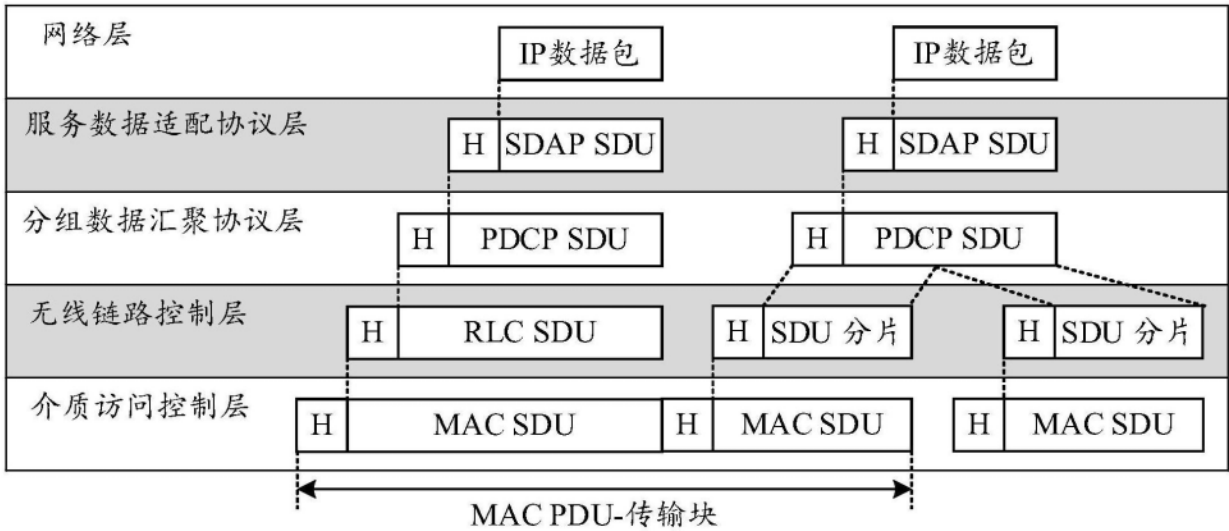 网络层
IP数据包 IP数据包
服务数据适配协议层
H SDAP SDU H SDAP SDU
分组数据汇聚协议层
H PDCP SDU H PDCP SDU
无线链路控制层
H RLC SDU H SDU 分片 H SDU 分片
介质访问控制层
H MAC SDU H MAC SDU H MAC SDU
MAC PDU-传输块